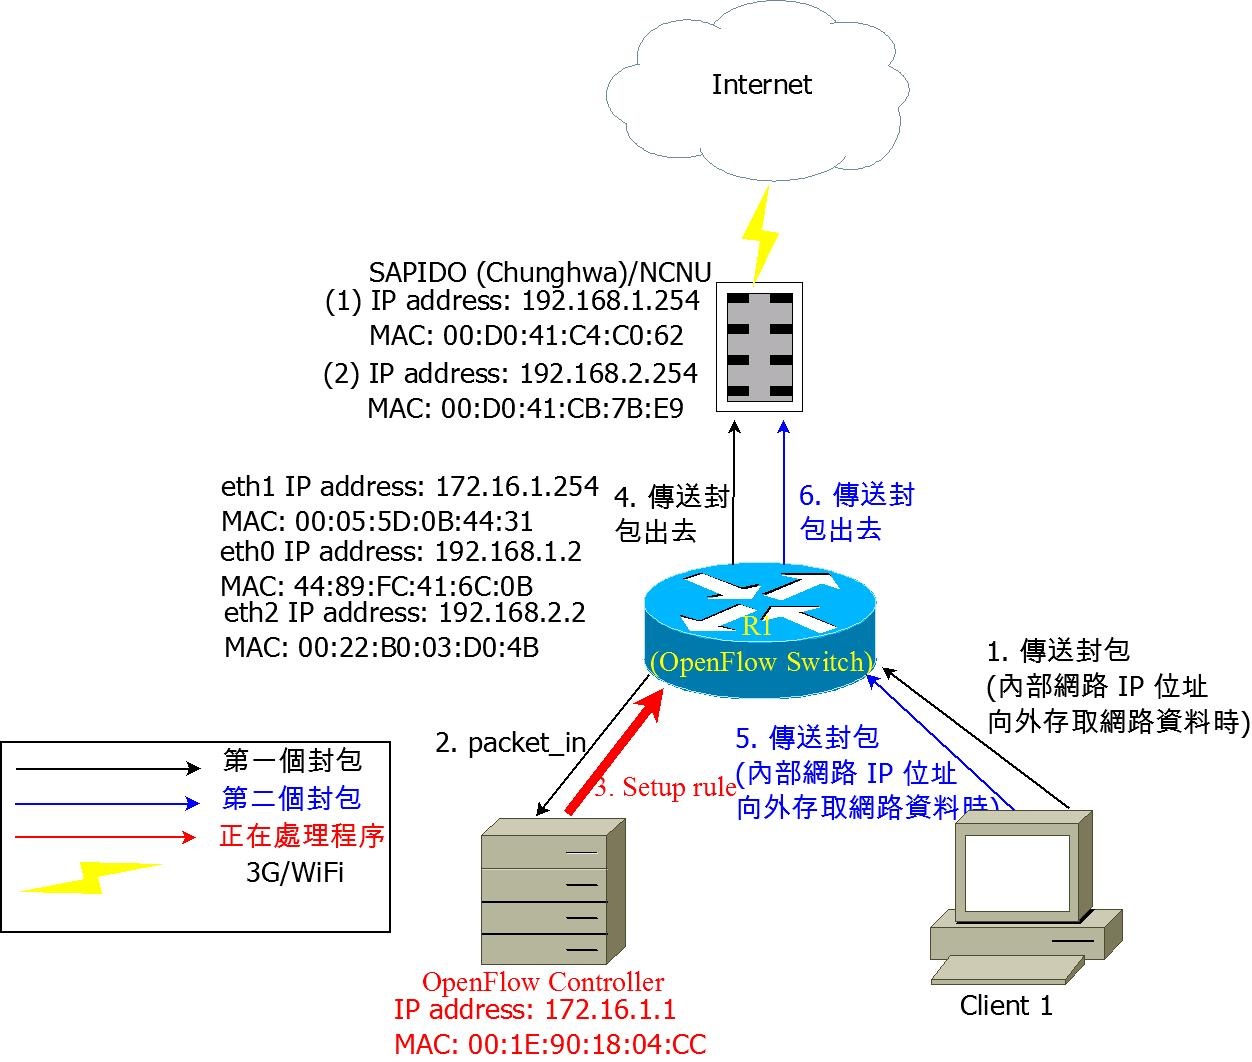 Internet
SAPIDO (Chunghwa)/NCNU
(1) IP address: 192.168.1.254
MAC: 00:D0:41:C4:C0:62
(2) IP address: 192.168.2.254
MAC: 00:D0:41:CB:7B:E9
eth1 IP address: 172.16.1.254
MAC: 00:05:5D:0B:44:31
eth0 IP address: 192.168.1.2
MAC: 44:89:FC:41:6C:0B
eth2 IP address: 192.168.2.2
MAC: 00:22:B0:03:D0:4B
4. 傳送封
包出去
6. 傳送封
包出去
R1
(OpenFlow Switch)
1. 傳送封包
(內部網路 IP 位址
向外存取網路資料時)
2. packet_in
3. Setup rule
5. 傳送封包
(內部網路 IP 位址
向外存取網路資料時)
第一個封包
第二個封包
正在處理程序
3G/WiFi
OpenFlow Controller
IP address: 172.16.1.1
MAC: 00:1E:90:18:04:CC
Client 1